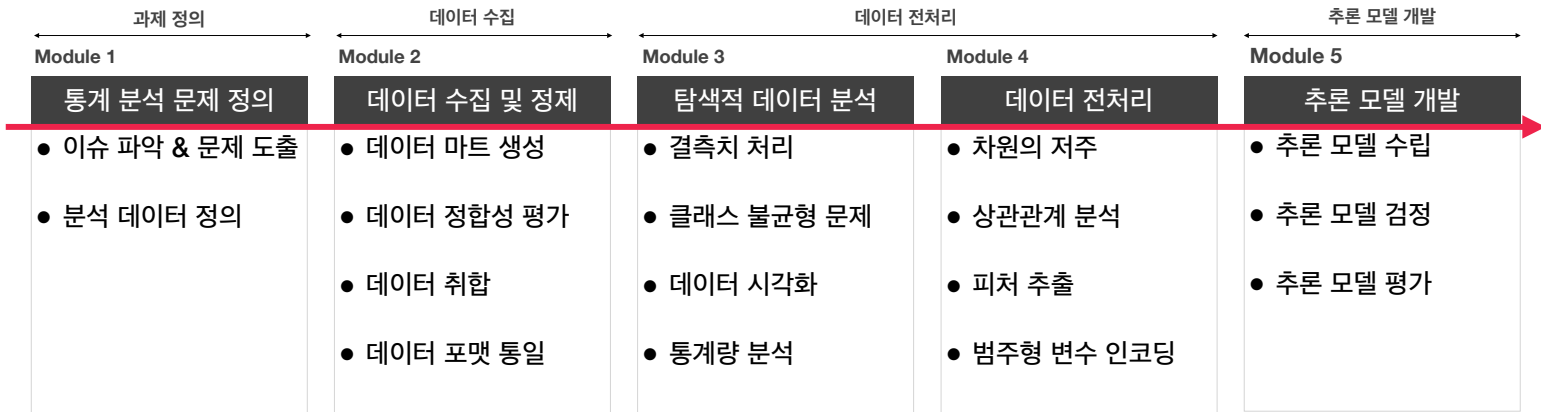 과제 정의
데이터 수집
데이터 전처리
추론 모델 개발
Module 1
Module 2
Module 3
Module 4
Module 5
통계 분석 문제 정의
데이터 수집 및 정제
탐색적 데이터 분석
데이터 전처리
추론 모델 개발
● 이슈 파악 & 문제 도출
● 분석 데이터 정의
● 데이터 마트 생성
● 데이터 정합성 평가
● 데이터 취합
● 데이터 포맷 통일
● 결측치 처리
● 클래스 불균형 문제
● 데이터 시각화
● 통계량 분석
● 차원의 저주
● 상관관계 분석
● 피처 추출
● 범주형 변수 인코딩
● 추론 모델 수립
● 추론 모델 검정
● 추론 모델 평가